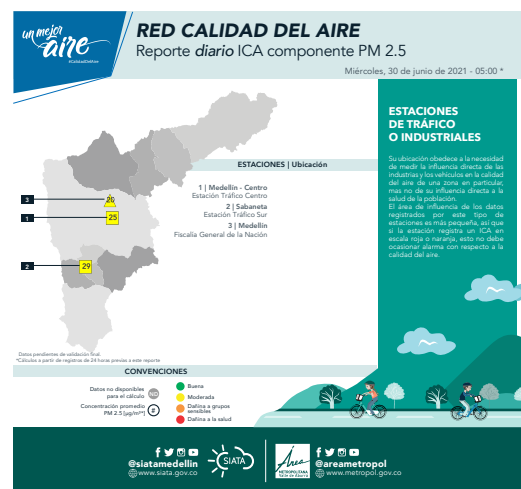 un mejor
aire
#CalidadDelAire
RED CALIDAD DEL AIRE
Reporte diario ICA componente PM 2.5
Miércoles, 30 de junio de 2021 - 05:00 *
ESTACIONES | Ubicación
1 | Medellín - Centro
Estación Tráfico Centro
2 | Sabaneta
Estación Tráfico Sur
3 | Medellín
Fiscalía General de la Nación
3
20
1
25
2
29
ESTACIONES
DE TRÁFICO
O INDUSTRIALES
Su ubicación obedece a la necesidad
de medir la influencia directa de las
industrias y los vehículos en la calidad
del aire de una zona en particular,
mas no de su influencia directa a la
salud de la población.
El área de influencia de los datos
registrados por este tipo de
estaciones es más pequeña, así que
si la estación registra un ICA en
escala roja o naranja, esto no debe
ocasionar alarma con respecto a la
calidad del aire.
Datos pendientes de validación final.
*Cálculos a partir de registros de 24 horas previas a este reporte
CONVENCIONES
Datos no disponibles
para el cálculo
ND
Concentración promedio
PM 2.5 (µg/m³)
#
Buena
Moderada
Dañina a grupos
sensibles
Dañina a la salud
@siatamedellin
www.siata.gov.co
SIATA
Área
METROPOLITANA
Valle de Aburrá
@areametropol
www.metropol.gov.co